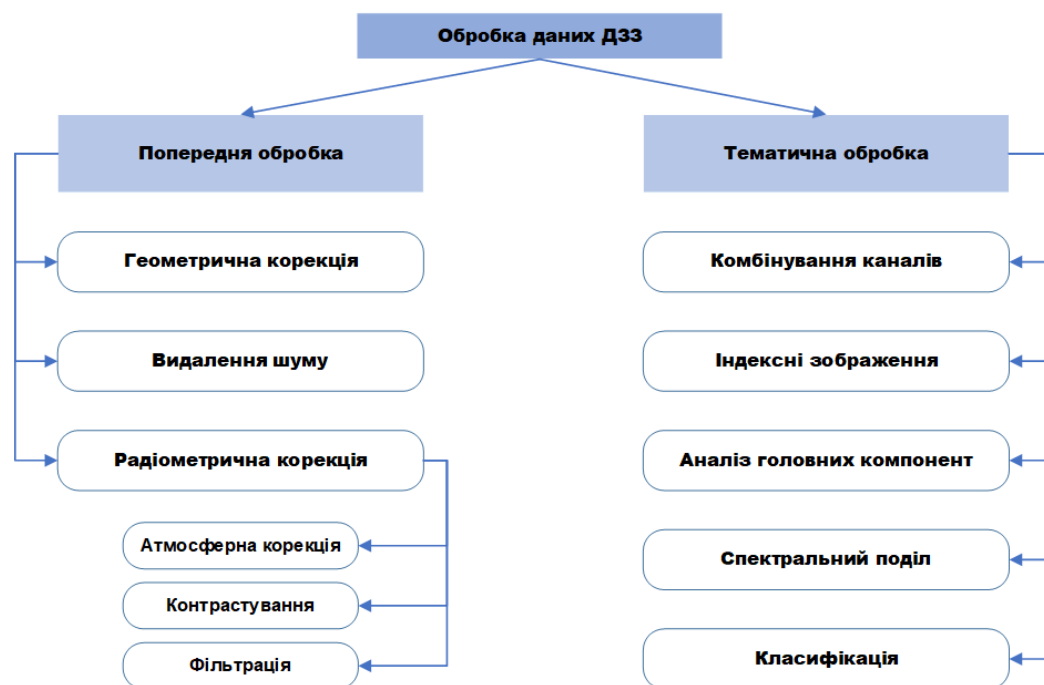 Обробка даних ДЗЗ
Попередня обробка
Тематична обробка
Геометрична корекція
Комбінування каналів
Видалення шуму
Індексні зображення
Радіометрична корекція
Аналіз головних компонент
Атмосферна корекція
Спектральний поділ
Контрастування
Фільтрація
Класифікація